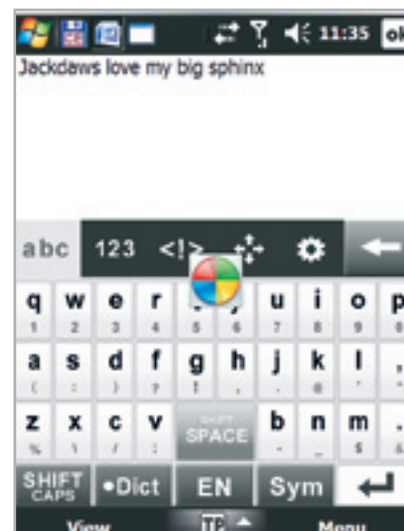 11:35 ok
Jackdaws love my big sphinx
abc 123 <!>
q w e r u i o p
1 2 3 4 5 6 7 8 9 0
a s d f g h j k l ,
z x c v SHIFT SPACE b n m .
SHIFT CAPS •Dict EN Sym
View Menu